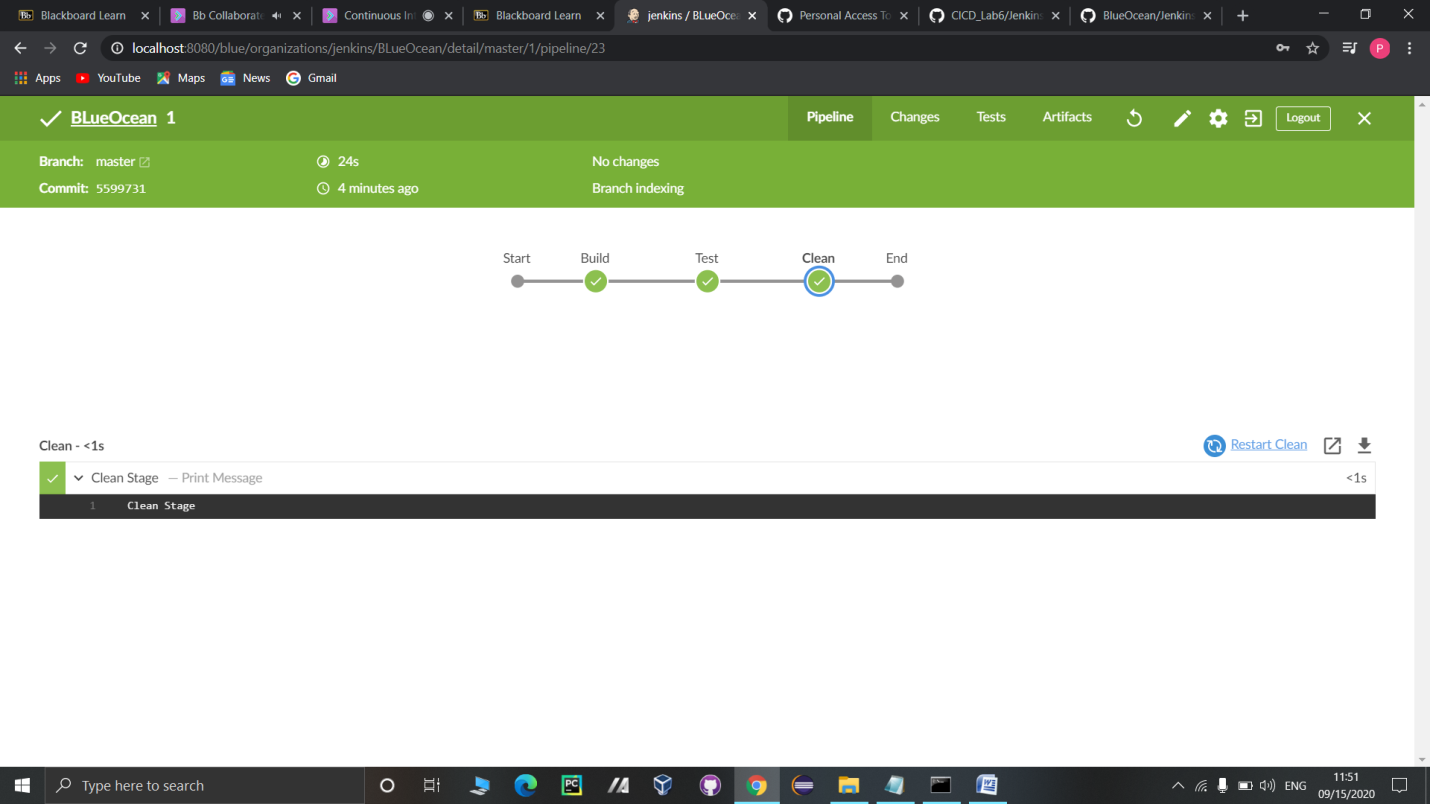 Blackboard Learn
Bb Collaborate
Continuous In
Blackboard Learn
jenkins / BLueOcea
Personal Access To
CICD_Lab6/Jenkins
BlueOcean/Jenkins
localhost:8080/blue/organizations/jenkins/BLueOcean/detail/master/1/pipeline/23
P
Apps
YouTube
Maps
News
Gmail
BLueOcean 1
Pipeline
Changes
Tests
Artifacts
Logout
Branch: master
24s
No changes
Commit: 5599731
4 minutes ago
Branch indexing
Start
Build
Test
Clean
End
Clean - <1s
Restart Clean
Clean Stage — Print Message
<1s
1 Clean Stage
Type here to search
ENG
11:51
09/15/2020